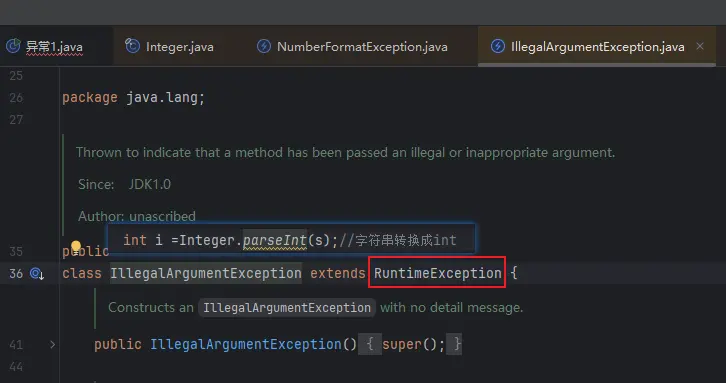 异常1.java Integer.java NumberFormatException.java IllegalArgumentException.java ×
25
26 package java.lang;
27
Thrown to indicate that a method has been passed an illegal or inappropriate argument.
Since: JDK1.0
Author: unascribed
int i =Integer.parseInt(s);//字符串转换成int
35 public
36 class IllegalArgumentException extends RuntimeException {
Constructs an IllegalArgumentException with no detail message.
41 public IllegalArgumentException() { super(); }
44